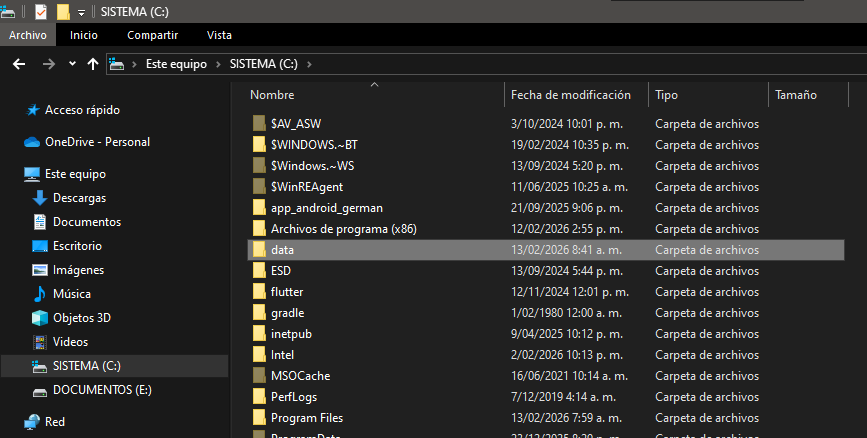 SISTEMA (C:)
Archivo Inicio Compartir Vista
Este equipo SISTEMA (C:)
Nombre Fecha de modificación Tipo Tamaño
Acceso rápido
OneDrive - Personal
Este equipo
Descargas
Documentos
Escritorio
Imágenes
Música
Objetos 3D
Videos
SISTEMA (C:)
DOCUMENTOS (E:)
Red
$AV_ASW 3/10/2024 10:01 p. m. Carpeta de archivos
$WINDOWS.~BT 19/02/2024 10:35 p. m. Carpeta de archivos
$Windows.~WS 13/09/2024 5:20 p. m. Carpeta de archivos
$WinREAgent 11/06/2025 10:25 a. m. Carpeta de archivos
app_android_german 21/09/2025 9:06 p. m. Carpeta de archivos
Archivos de programa (x86) 12/02/2026 2:55 p. m. Carpeta de archivos
data 13/02/2026 8:41 a. m. Carpeta de archivos
ESD 13/09/2024 5:44 p. m. Carpeta de archivos
flutter 12/11/2024 12:01 p. m. Carpeta de archivos
gradle 1/02/1980 12:00 a. m. Carpeta de archivos
inetpub 9/04/2025 10:12 p. m. Carpeta de archivos
Intel 2/02/2026 10:13 p. m. Carpeta de archivos
MSOCache 16/06/2021 10:14 a. m. Carpeta de archivos
PerfLogs 7/12/2019 4:14 a. m. Carpeta de archivos
Program Files 13/02/2026 7:59 a. m. Carpeta de archivos